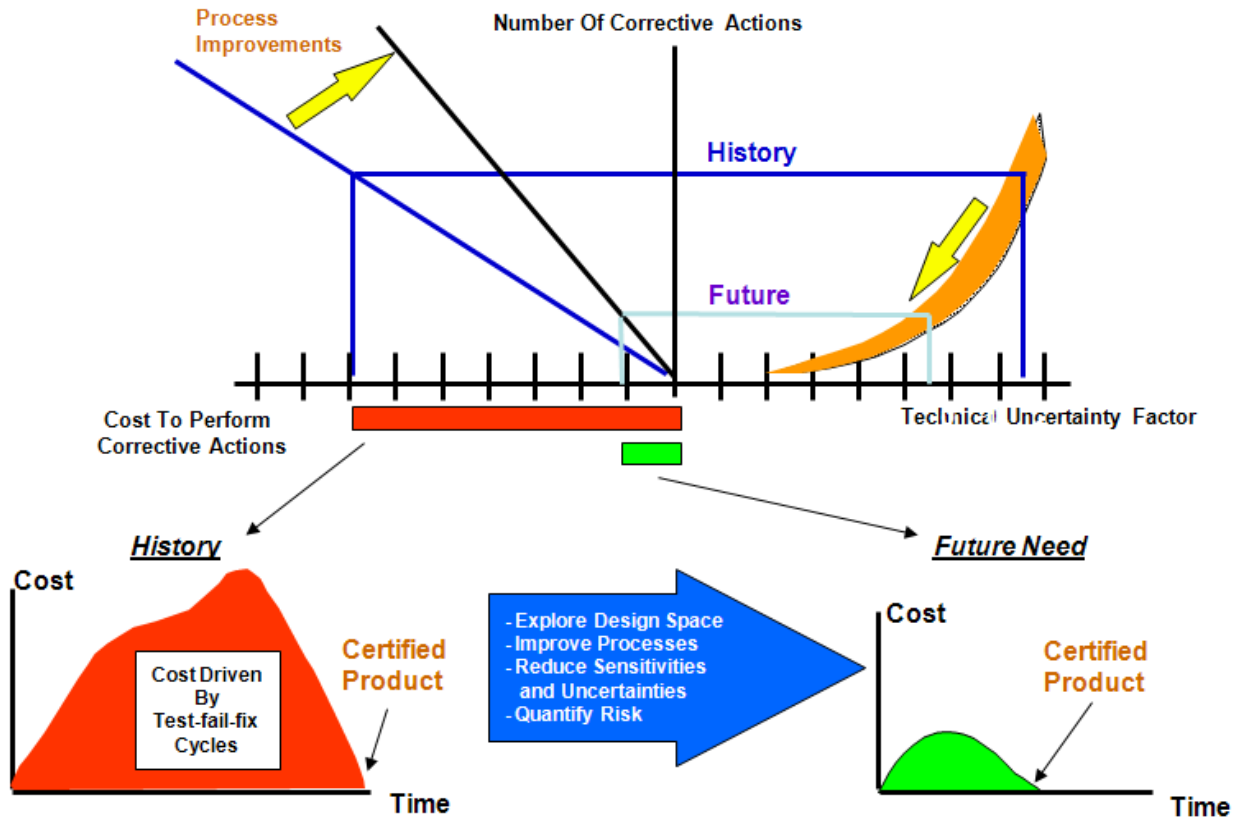 Process
Improvements
Number Of Corrective Actions
History
Future
Cost To Perform
Corrective Actions
Technical Uncertainty Factor
History
Future Need
Cost
Cost Driven
By
Test-fail-fix
Cycles
Certified
Product
Time
- Explore Design Space
- Improve Processes
- Reduce Sensitivities
and Uncertainties
- Quantify Risk
Cost
Certified
Product
Time